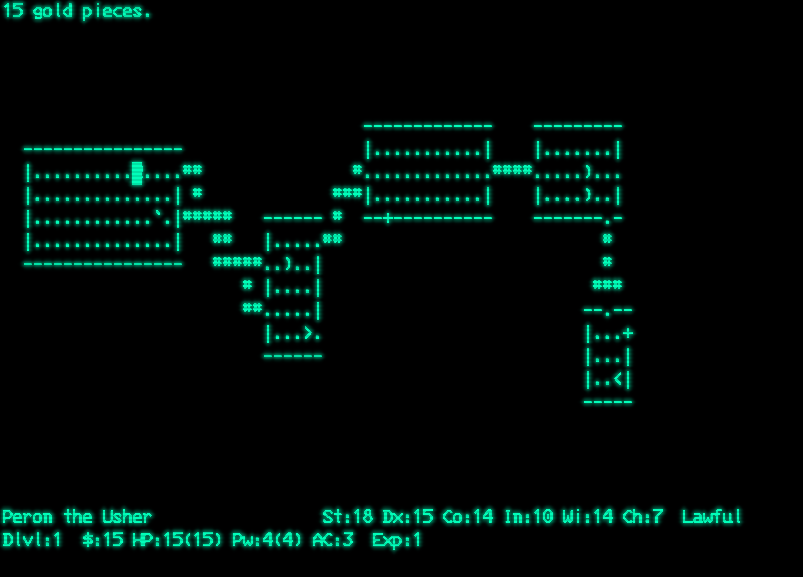 15 gold pieces.
Peron the Usher St:18 Dx:15 Co:14 In:10 Wi:14 Ch:7 Lawful
Dlvl:1 $:15 HP:15(15) Pw:4(4) AC:3 Exp:1